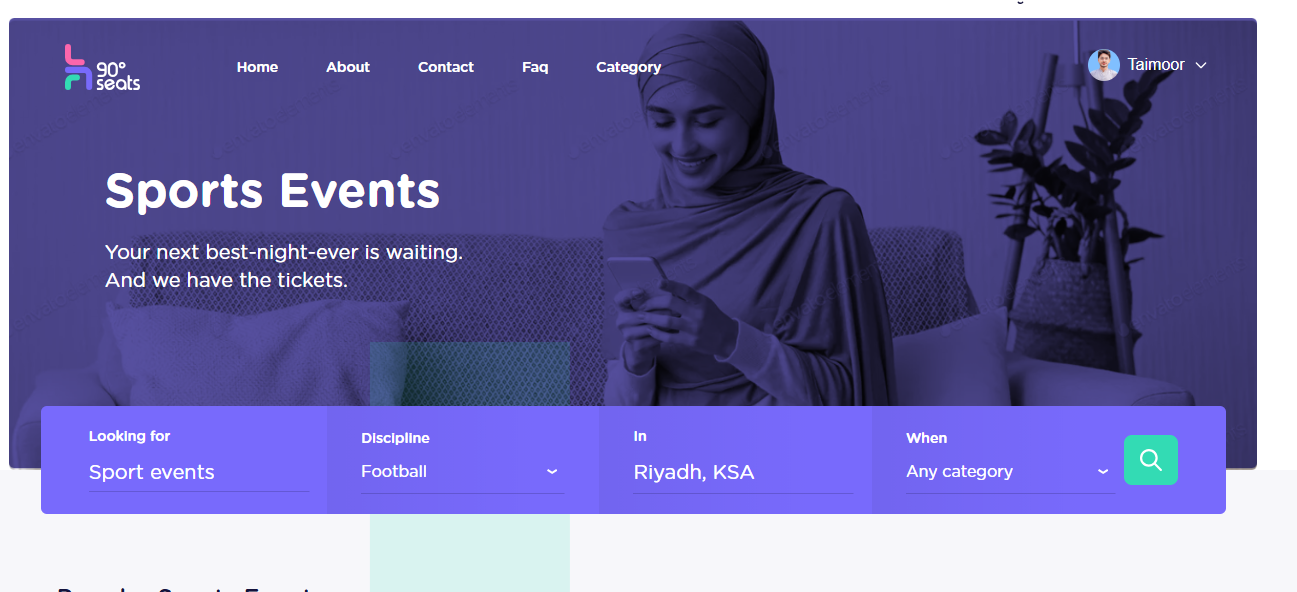 90°
seats
Home
About
Contact
Faq
Category
Taimoor
Sports Events
Your next best-night-ever is waiting.
And we have the tickets.
Looking for
Sport events
Discipline
Football
In
Riyadh, KSA
When
Any category
Sports